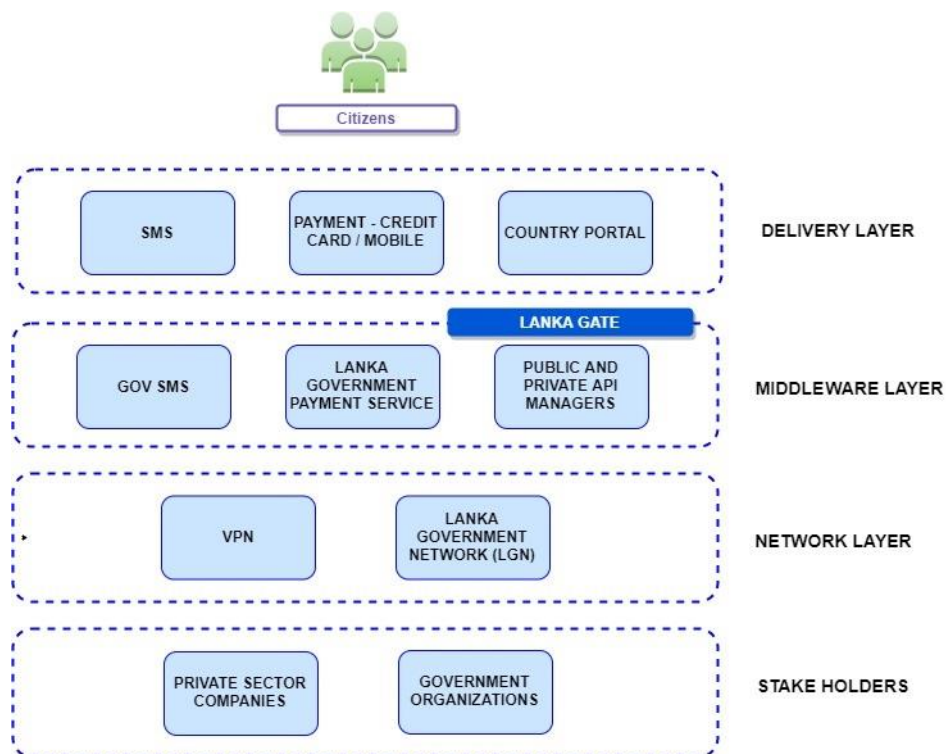 Citizens
SMS
PAYMENT - CREDIT
CARD / MOBILE
COUNTRY PORTAL
DELIVERY LAYER
LANKA GATE
GOV SMS
LANKA
GOVERNMENT
PAYMENT SERVICE
PUBLIC AND
PRIVATE API
MANAGERS
MIDDLEWARE LAYER
VPN
LANKA
GOVERNMENT
NETWORK (LGN)
NETWORK LAYER
PRIVATE SECTOR
COMPANIES
GOVERNMENT
ORGANIZATIONS
STAKE HOLDERS